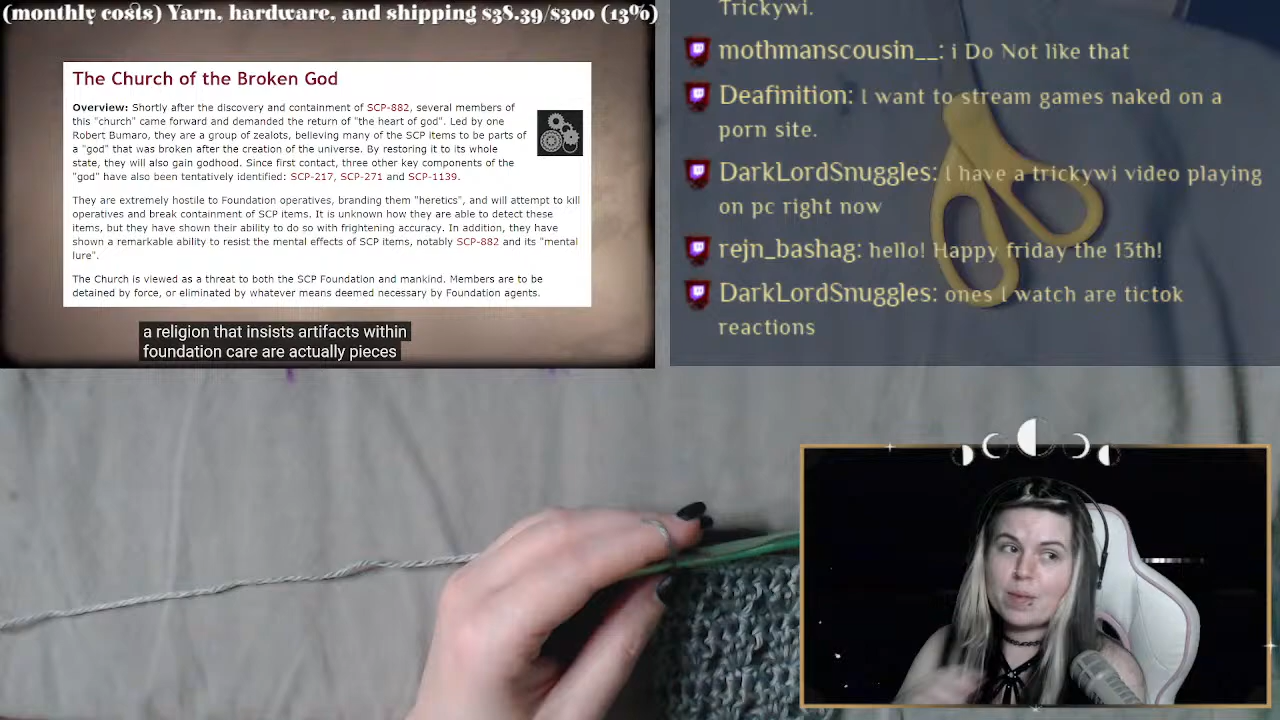 (monthly costs) Yarn, hardware, and shipping $38.39/$300 (13%)
The Church of the Broken God
Overview: Shortly after the discovery and containment of SCP-882, several members of
this "church" came forward and demanded the return of "the heart of god". Led by one
Robert Bumaro, they are a group of zealots, believing many of the SCP items to be parts of
a "god" that was broken after the creation of the universe. By restoring it to its whole
state, they will also gain godhood. Since first contact, three other key components of the
"god" have also been tentatively identified: SCP-217, SCP-271 and SCP-1139.
They are extremely hostile to Foundation operatives, branding them "heretics", and will attempt to kill
operatives and break containment of SCP items. It is unknown how they are able to detect these
items, but they have shown their ability to do so with frightening accuracy. In addition, they have
shown a remarkable ability to resist the mental effects of SCP items, notably SCP-882 and its "mental
lure".
The Church is viewed as a threat to both the SCP Foundation and mankind. Members are to be
detained by force, or eliminated by whatever means deemed necessary by Foundation agents.
a religion that insists artifacts within
foundation care are actually pieces
Trickywi.
mothmanscousin__: i Do Not like that
Deafinition: I want to stream games naked on a
porn site.
DarkLordSnuggles: I have a trickywi video playing
on pc right now
rejn_bashag: hello! Happy friday the 13th!
DarkLordSnuggles: ones I watch are tictok
reactions